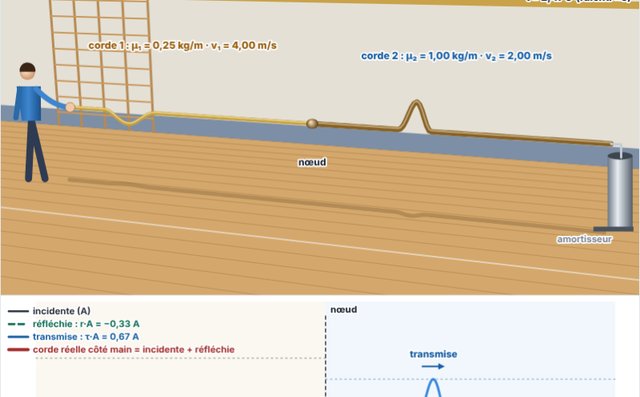 corde 1 : μ₁ = 0,25 kg/m · v₁ = 4,00 m/s
corde 2 : μ₂ = 1,00 kg/m · v₂ = 2,00 m/s
nœud
amortisseur
incidente (A)
réfléchie : r·A = −0,33 A
transmise : τ·A = 0,67 A
corde réelle côté main = incidente + réfléchie
nœud
transmise